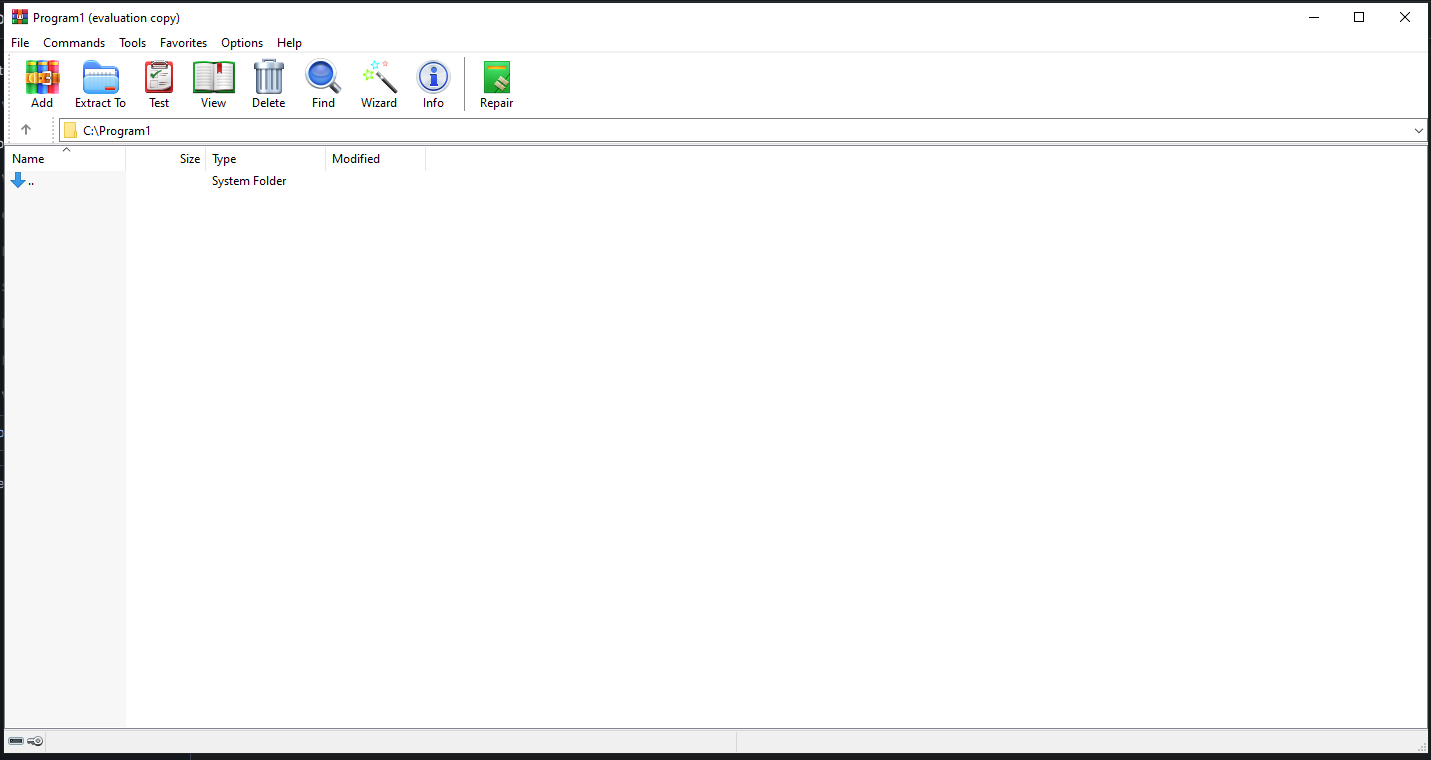 Program1 (evaluation copy)
File Commands Tools Favorites Options Help
Add Extract To Test View Delete Find Wizard Info Repair
C:\Program1
Name Size Type Modified
.. System Folder